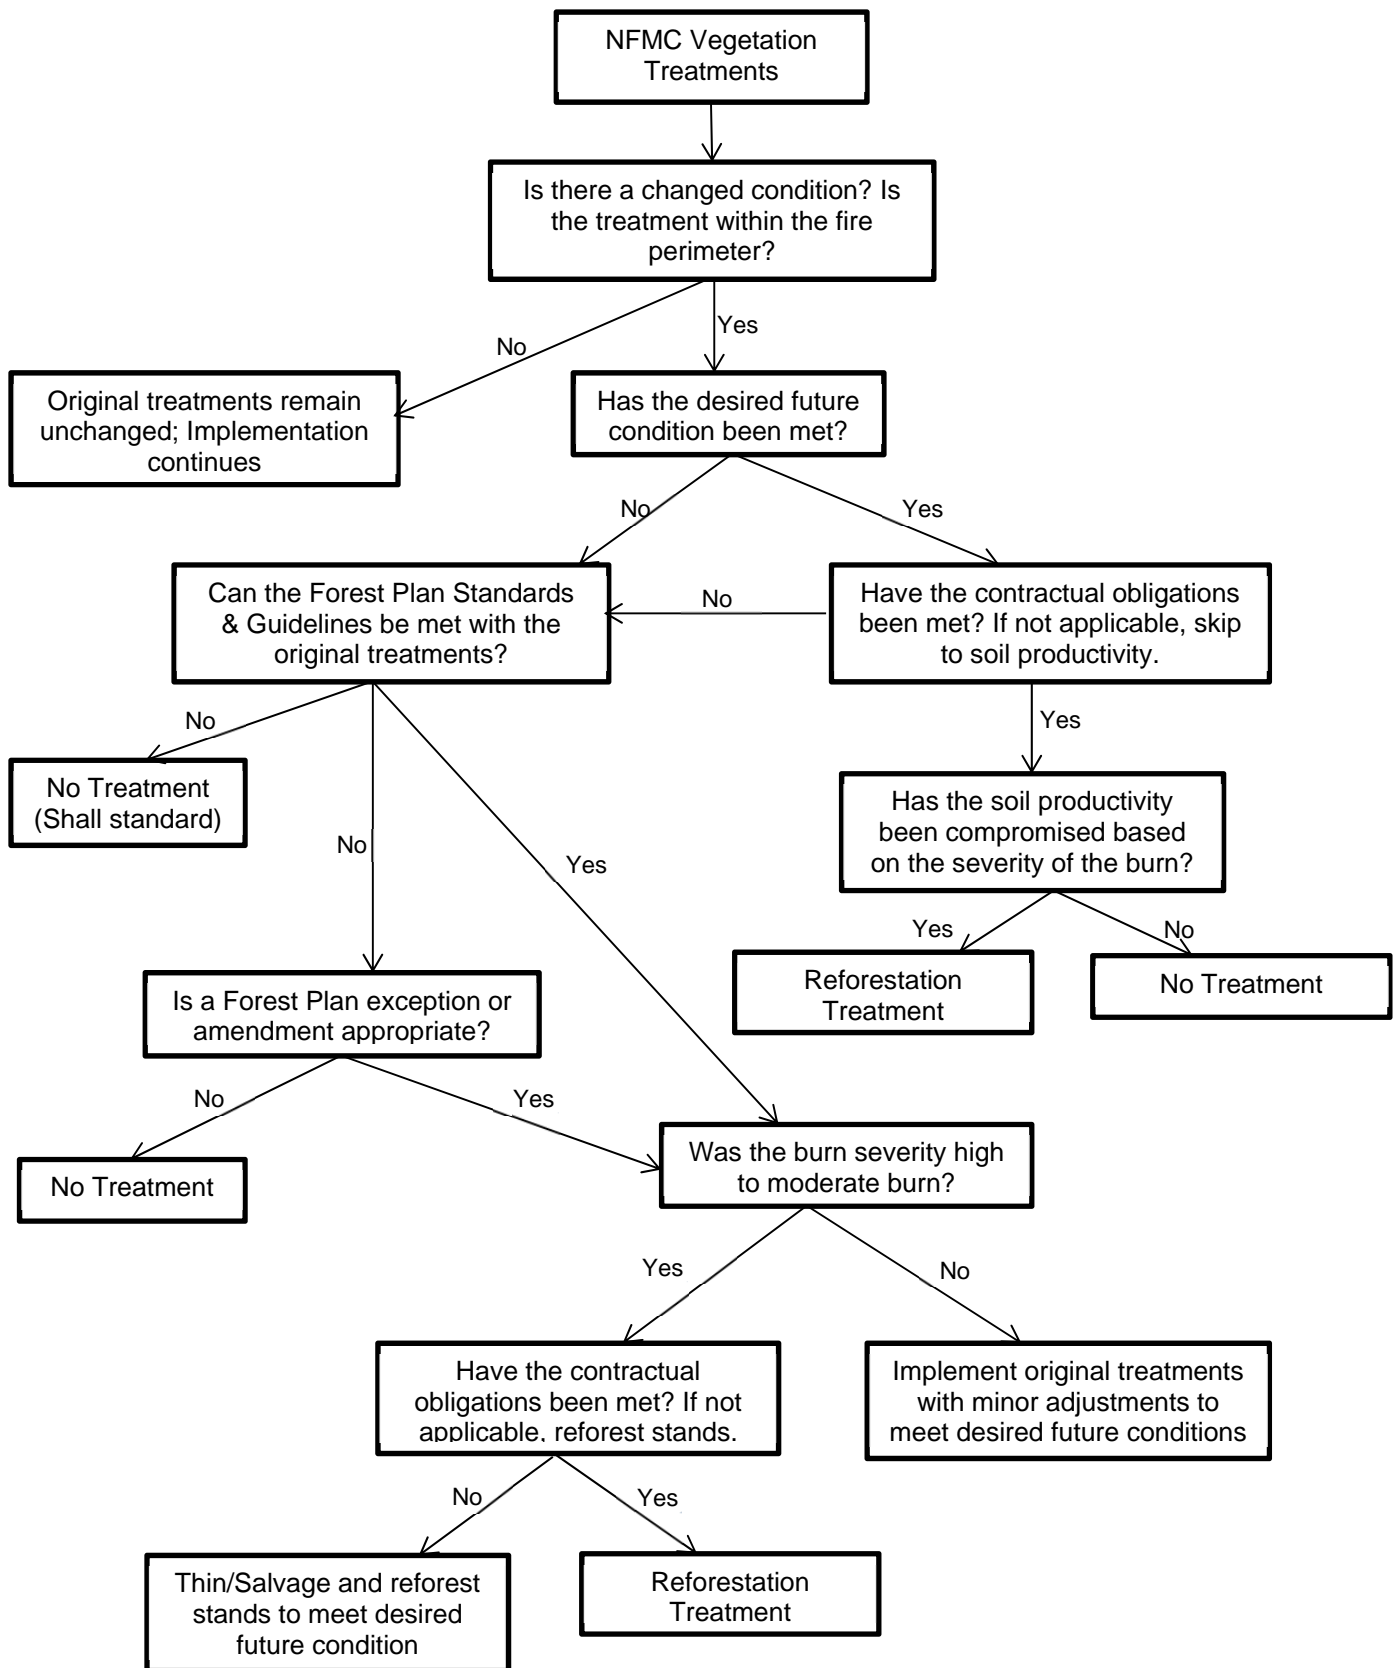 NFMC Vegetation
Treatments
Is there a changed condition? Is
the treatment within the fire
perimeter?
No
Yes
Original treatments remain
unchanged; Implementation
continues
Has the desired future
condition been met?
No
Yes
Can the Forest Plan Standards
& Guidelines be met with the
original treatments?
No
Have the contractual obligations
been met? If not applicable, skip
to soil productivity.
No
Yes
No Treatment
(Shall standard)
No
Yes
Has the soil productivity
been compromised based
on the severity of the burn?
Yes
No
Reforestation
Treatment
No Treatment
Is a Forest Plan exception or
amendment appropriate?
No
Yes
No Treatment
Was the burn severity high
to moderate burn?
Yes
No
Have the contractual
obligations been met? If not
applicable, reforest stands.
Implement original treatments
with minor adjustments to
meet desired future conditions
No
Yes
Thin/Salvage and reforest
stands to meet desired
future condition
Reforestation
Treatment